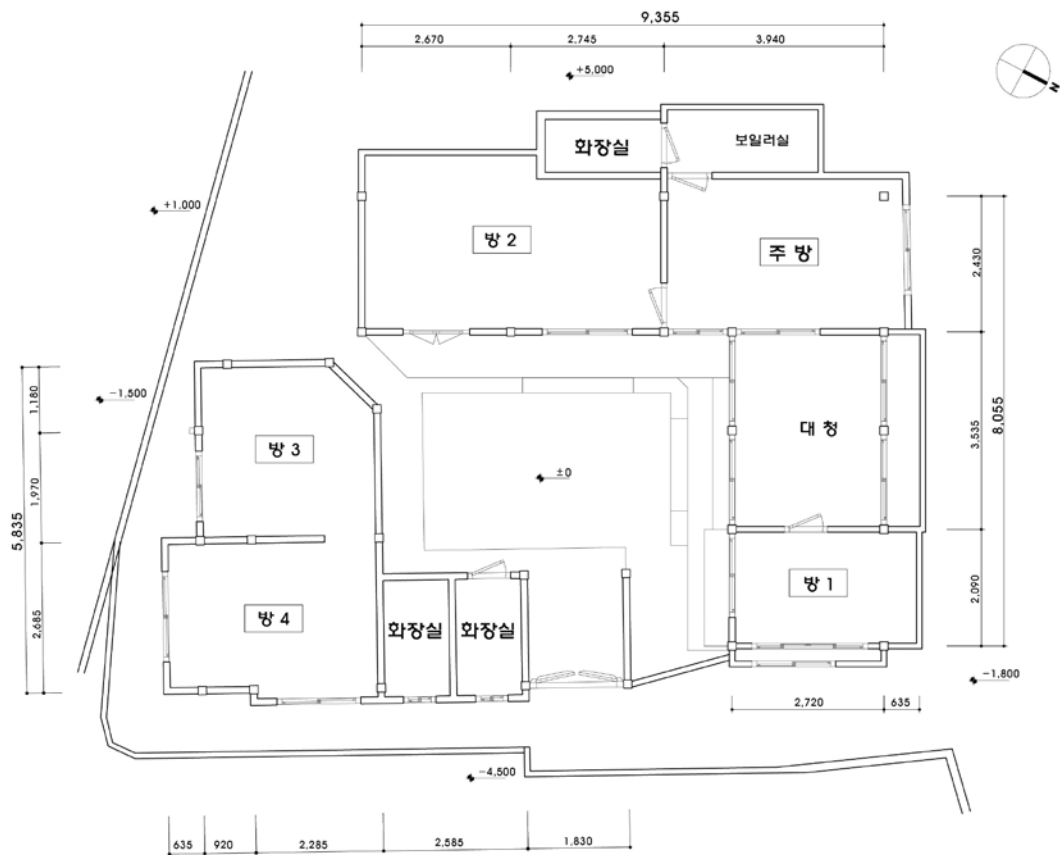 9,355
2,670
2,745
3,940
+5,000
N
화장실
보일러실
+1,000
방 2
주 방
2,430
-1,500
1,180
8,055
3,535
대 청
방 3
±0
1,970
5,835
방 1
2,090
방 4
화장실
화장실
2,685
-1,800
2,720
635
-4,500
635
920
2,285
2,585
1,830